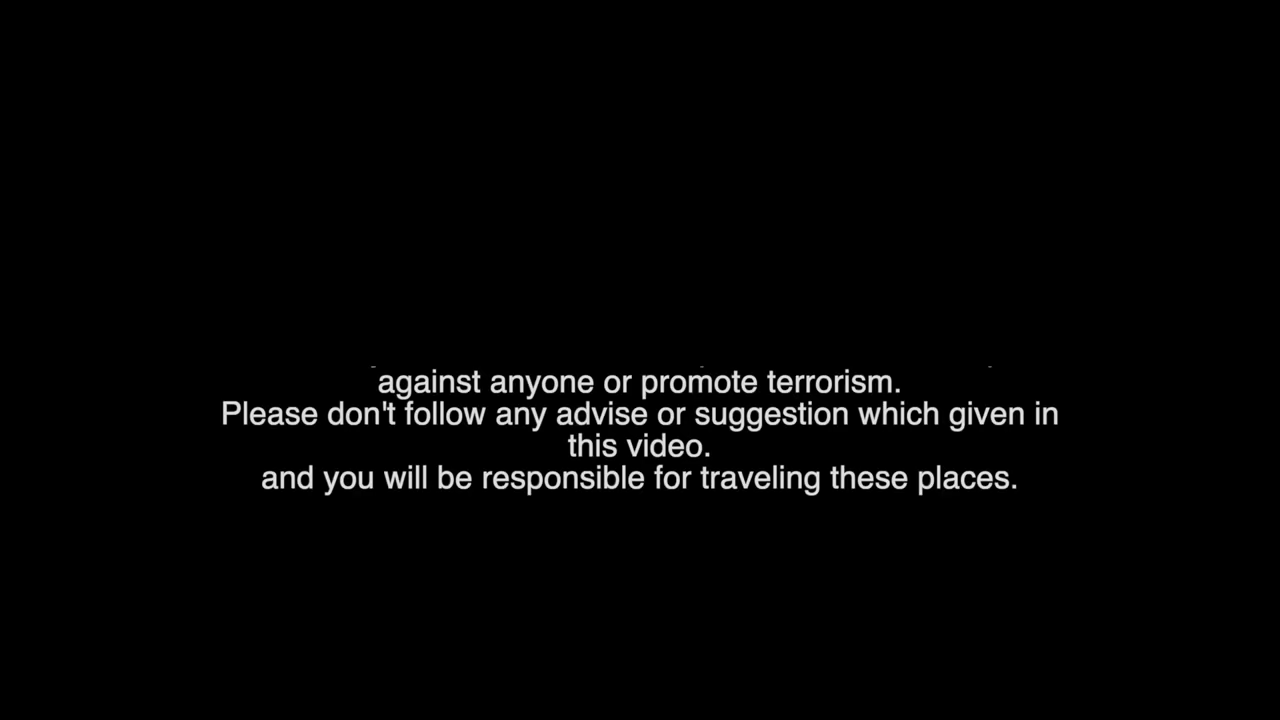 against anyone or promote terrorism.
Please don't follow any advise or suggestion which given in
this video.
and you will be responsible for traveling these places.